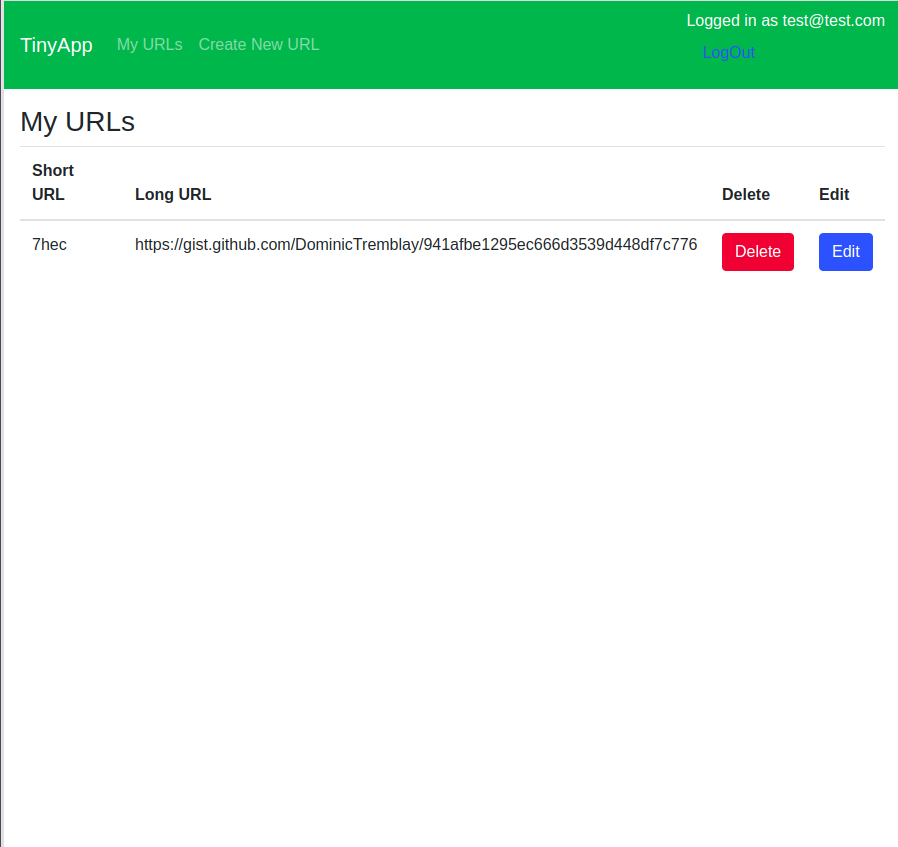 TinyApp My URLs Create New URL
Logged in as test@test.com
LogOut
My URLs
Short URL Long URL Delete Edit
7hec https://gist.github.com/DominicTremblay/941afbe1295ec666d3539d448df7c776 Delete Edit